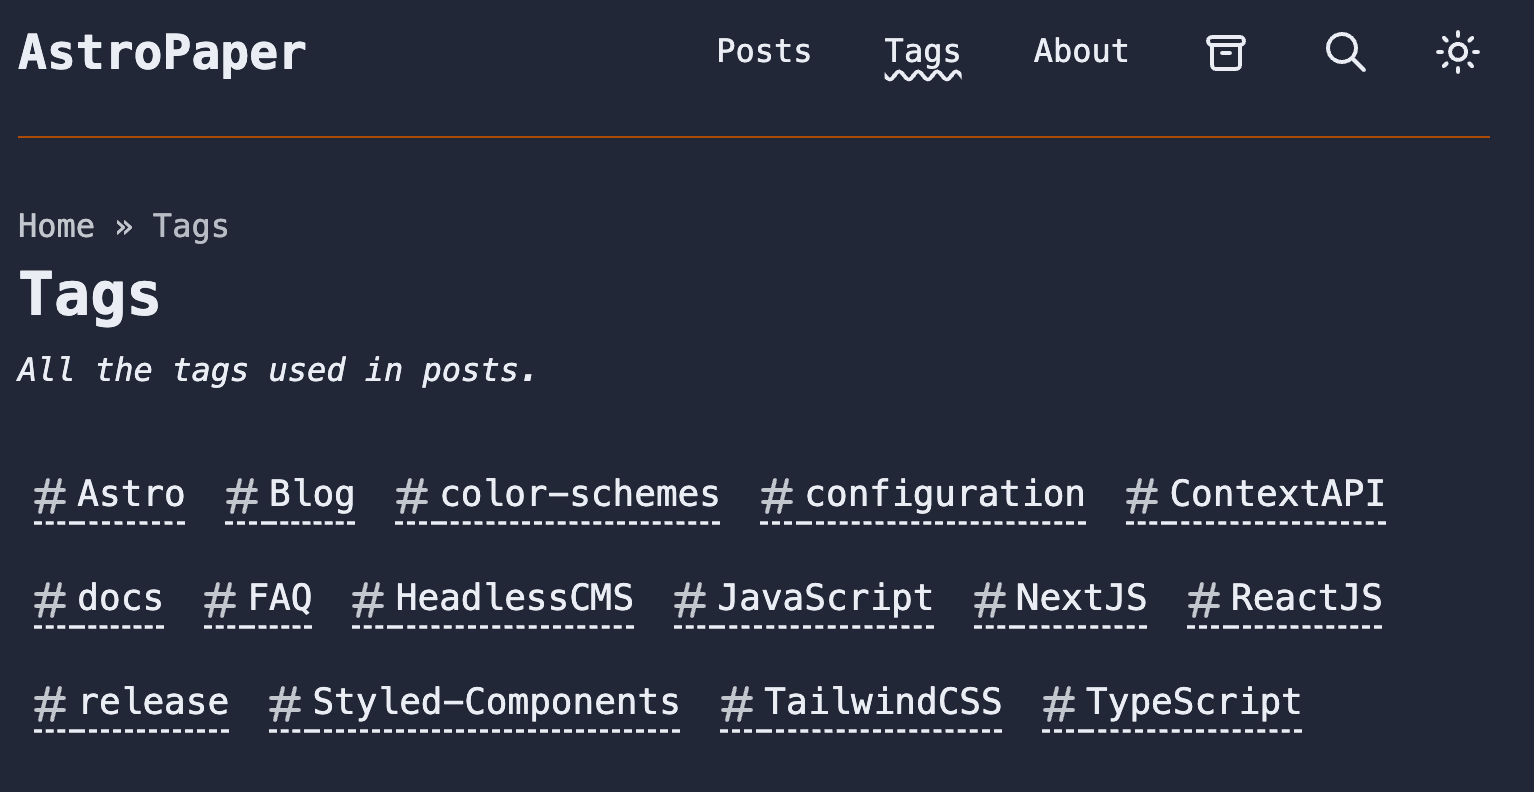 AstroPaper Posts Tags About
Home » Tags
Tags
All the tags used in posts.
# Astro # Blog # color-schemes # configuration # ContextAPI
# docs # FAQ # HeadlessCMS # JavaScript # NextJS # ReactJS
# release # Styled-Components # TailwindCSS # TypeScript